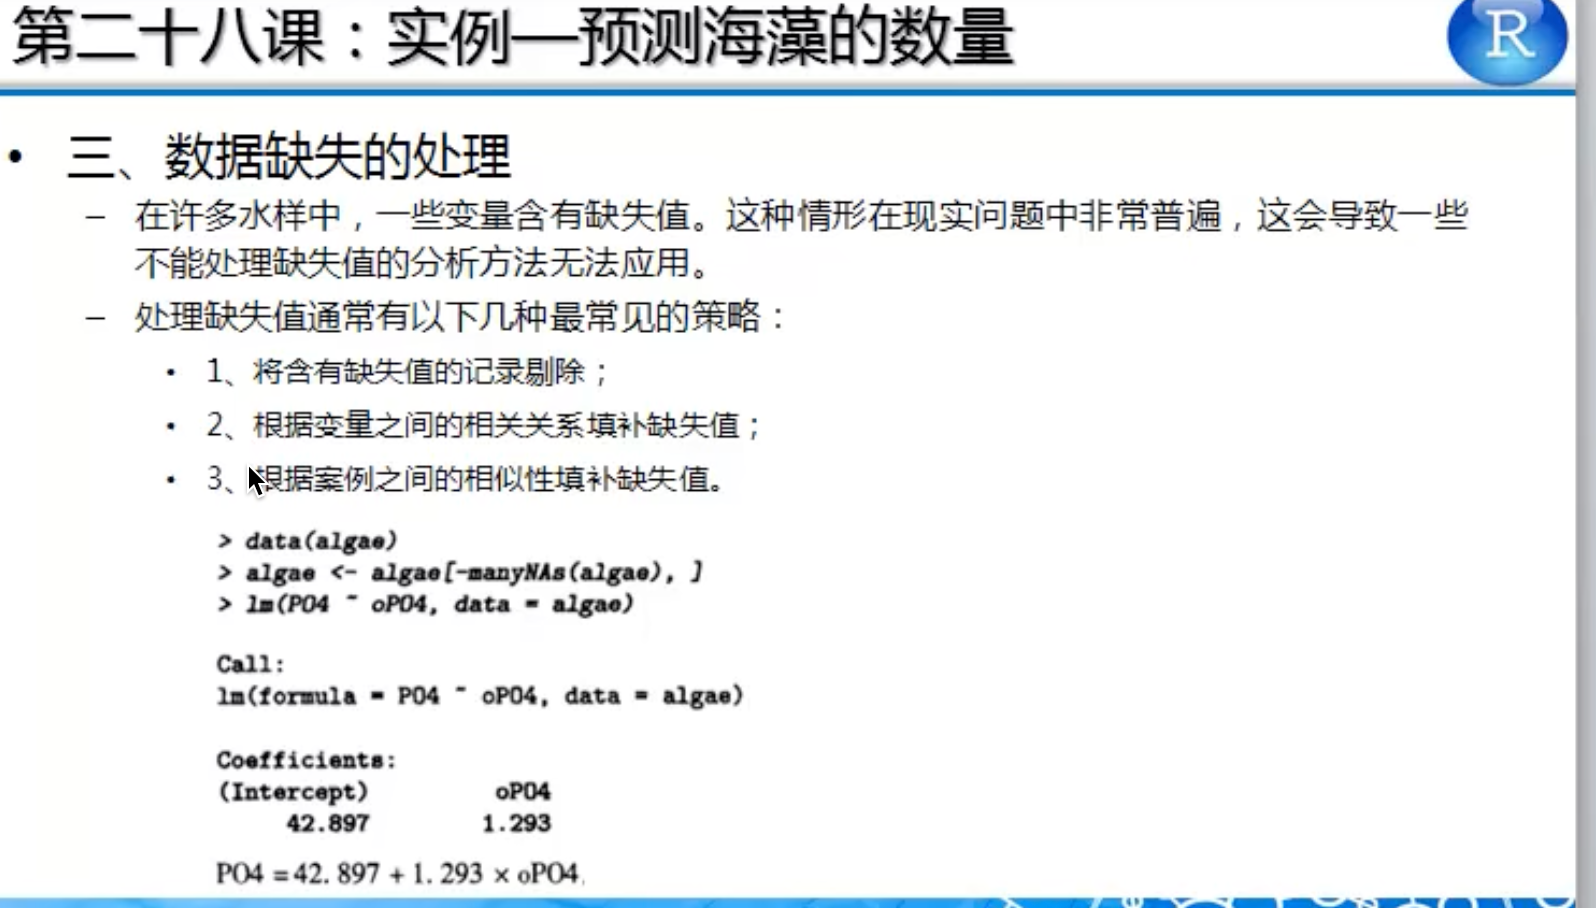 第二十八课：实例—预测海藻的数量
R
• 三、数据缺失的处理
– 在许多水样中，一些变量含有缺失值。这种情形在现实问题中非常普遍，这会导致一些
不能处理缺失值的分析方法无法应用。
– 处理缺失值通常有以下几种最常见的策略：
• 1、将含有缺失值的记录剔除；
• 2、根据变量之间的相关关系填补缺失值；
• 3、根据案例之间的相似性填补缺失值。
> data(algae)
> algae <- algae[-manyNAs(algae), ]
> lm(PO4 ~ oPO4, data = algae)
Call:
lm(formula = PO4 ~ oPO4, data = algae)
Coefficients:
(Intercept) oPO4
42.897 1.293
PO4 = 42. 897 + 1. 293 × oPO4.